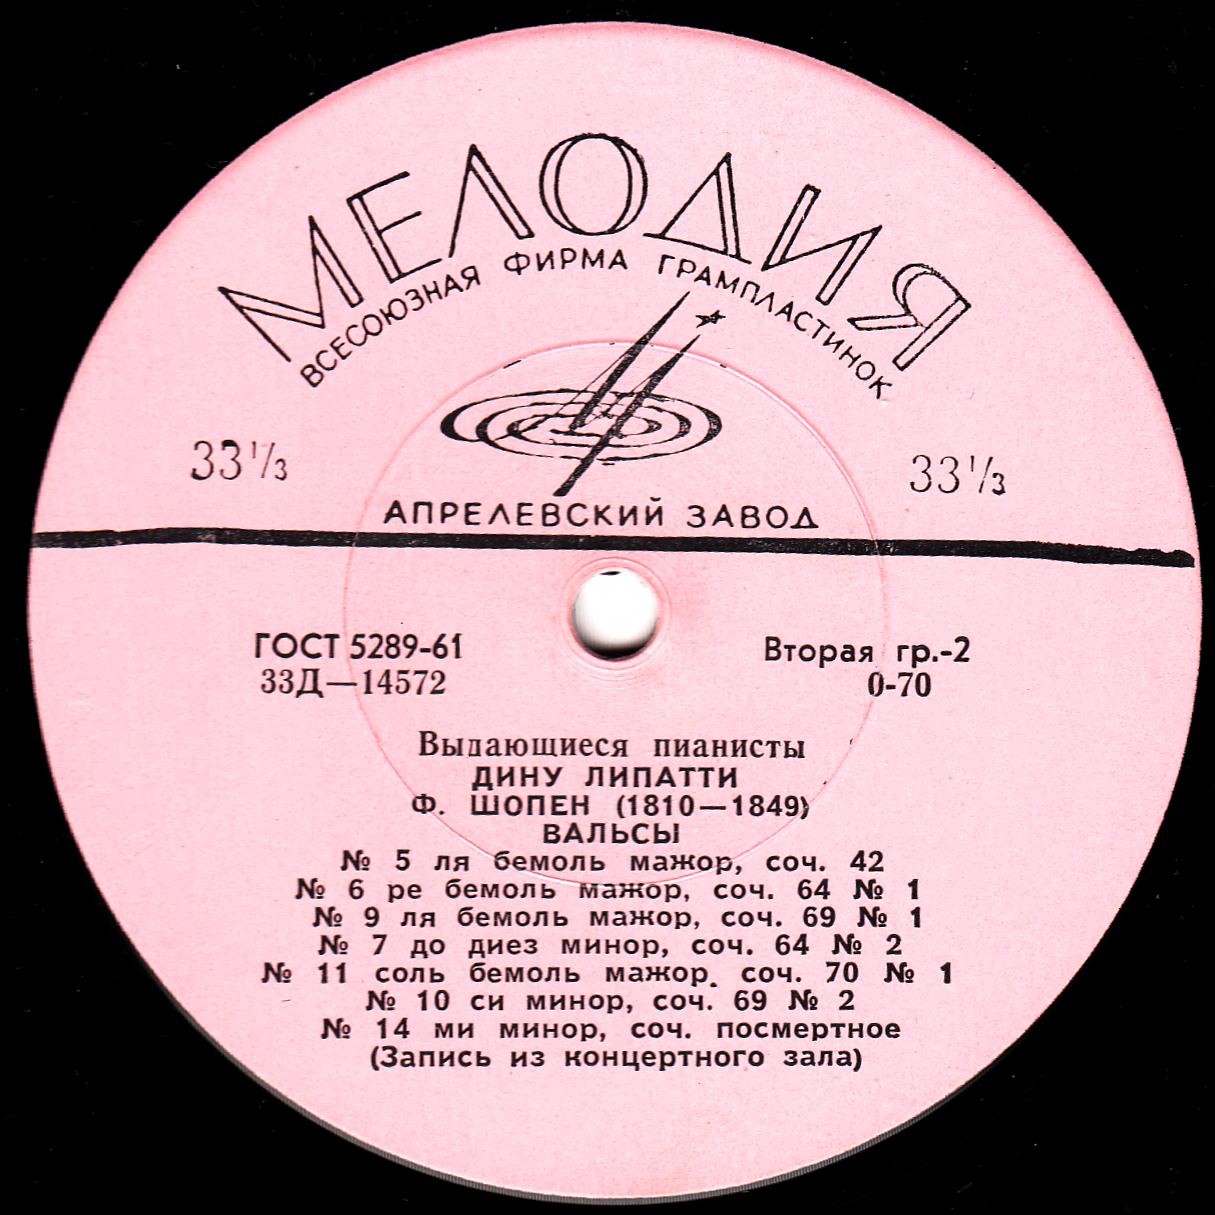 МЕЛОДИЯ
ВСЕСОЮЗНАЯ ФИРМА ГРАМПЛАСТИНОК
33 1/3
33 1/3
АПРЕЛЕВСКИЙ ЗАВОД
ГОСТ 5289-61
Вторая гр.-2
33Д—14572
0-70
Выдающиеся пианисты
ДИНУ ЛИПАТТИ
Ф. ШОПЕН (1810—1849)
ВАЛЬСЫ
№ 5 ля бемоль мажор, соч. 42
№ 6 ре бемоль мажор, соч. 64 № 1
№ 9 ля бемоль мажор, соч. 69 № 1
№ 7 до диез минор, соч. 64 № 2
№ 11 соль бемоль мажор, соч. 70 № 1
№ 10 си минор, соч. 69 № 2
№ 14 ми минор, соч. посмертное
(Запись из концертного зала)